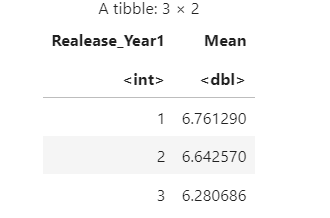 A tibble: 3 × 2
Realease_Year1 Mean
<int> <dbl>
1 6.761290
2 6.642570
3 6.280686